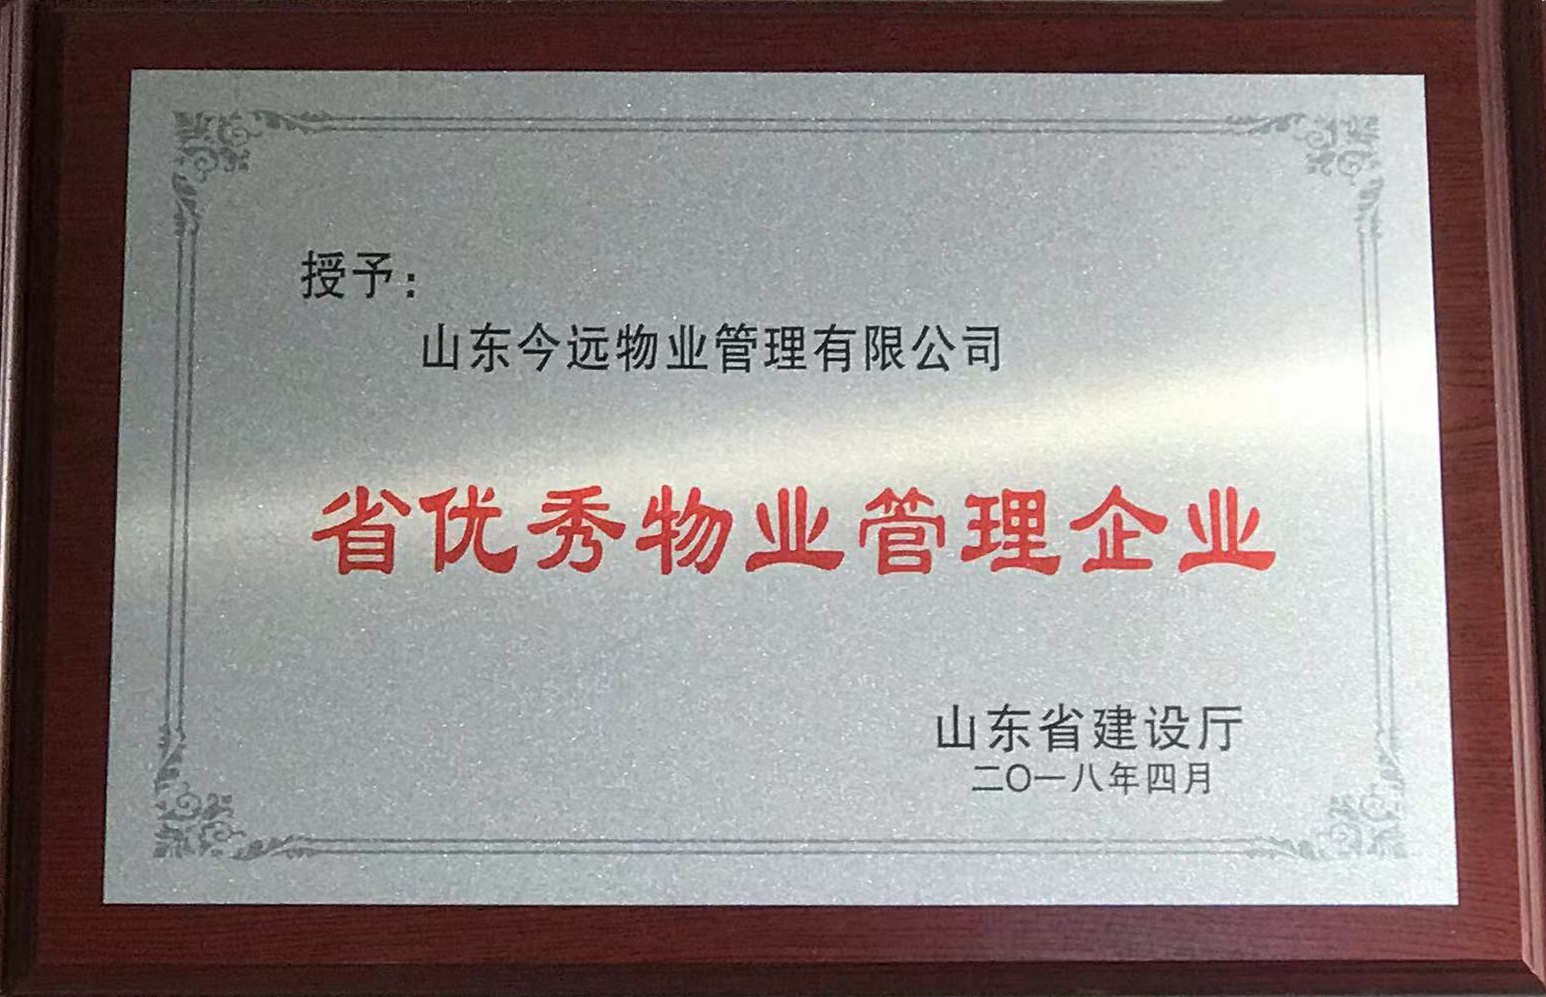 授予：
山东今远物业管理有限公司
省优秀物业管理企业
山东省建设厅
二〇一八年四月